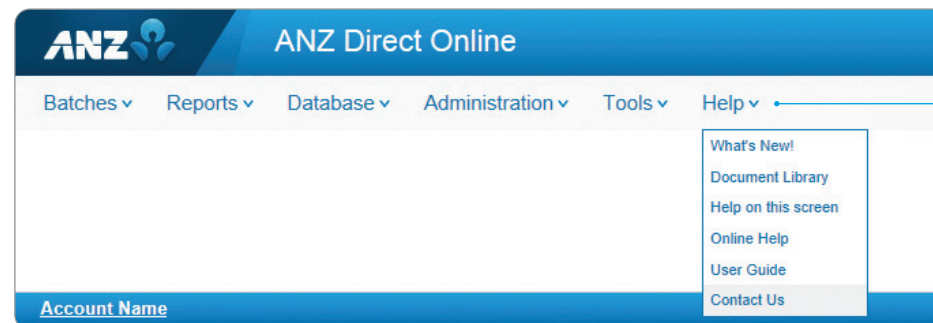 ANZ ANZ Direct Online
Batches Reports Database Administration Tools Help
What's New!
Document Library
Help on this screen
Online Help
User Guide
Contact Us
Account Name